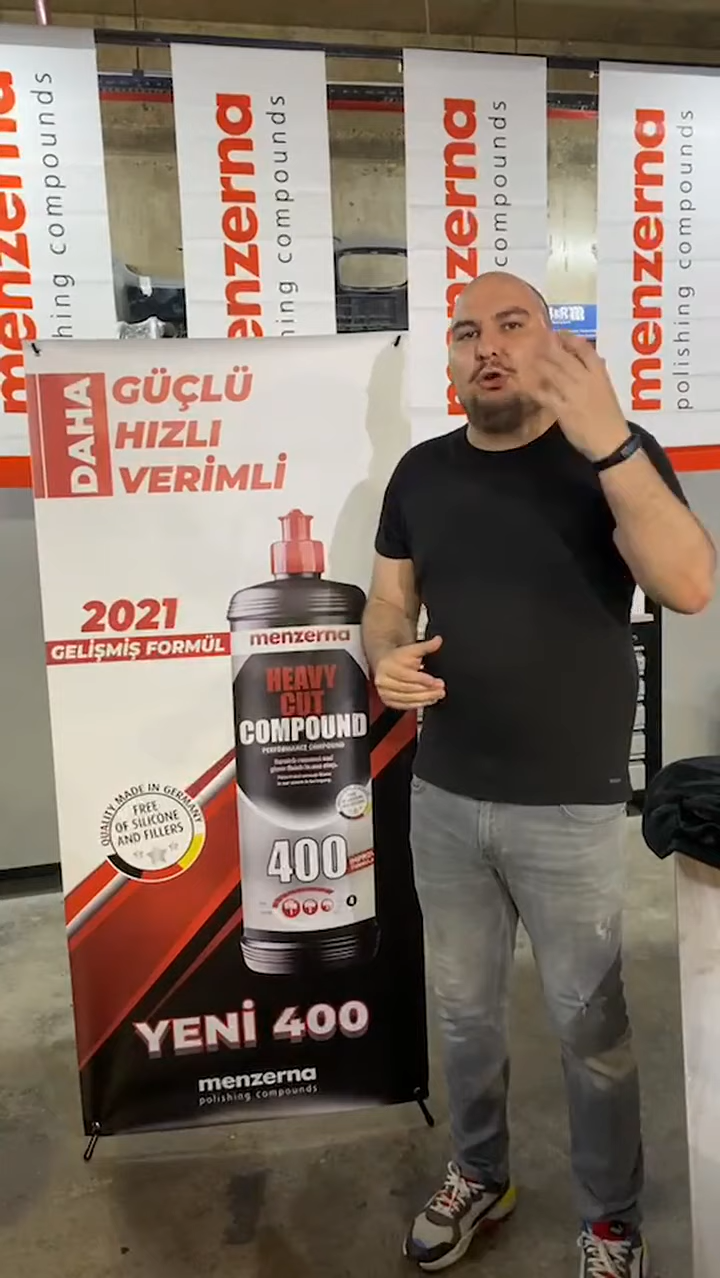 menzerna
polishing compounds
menzerna
polishing compounds
menzerna
polishing compounds
menzerna
polishing compounds
DAHA
GÜÇLÜ
HIZLI
VERİMLİ
2021
GELİŞMİŞ FORMÜL
menzerna
HEAVY
CUT
COMPOUND
PERFORMANCE COMPOUND
400
QUALITY MADE IN GERMANY
FREE
OF SILICONE
AND FILLERS
YENİ 400
menzerna
polishing compounds